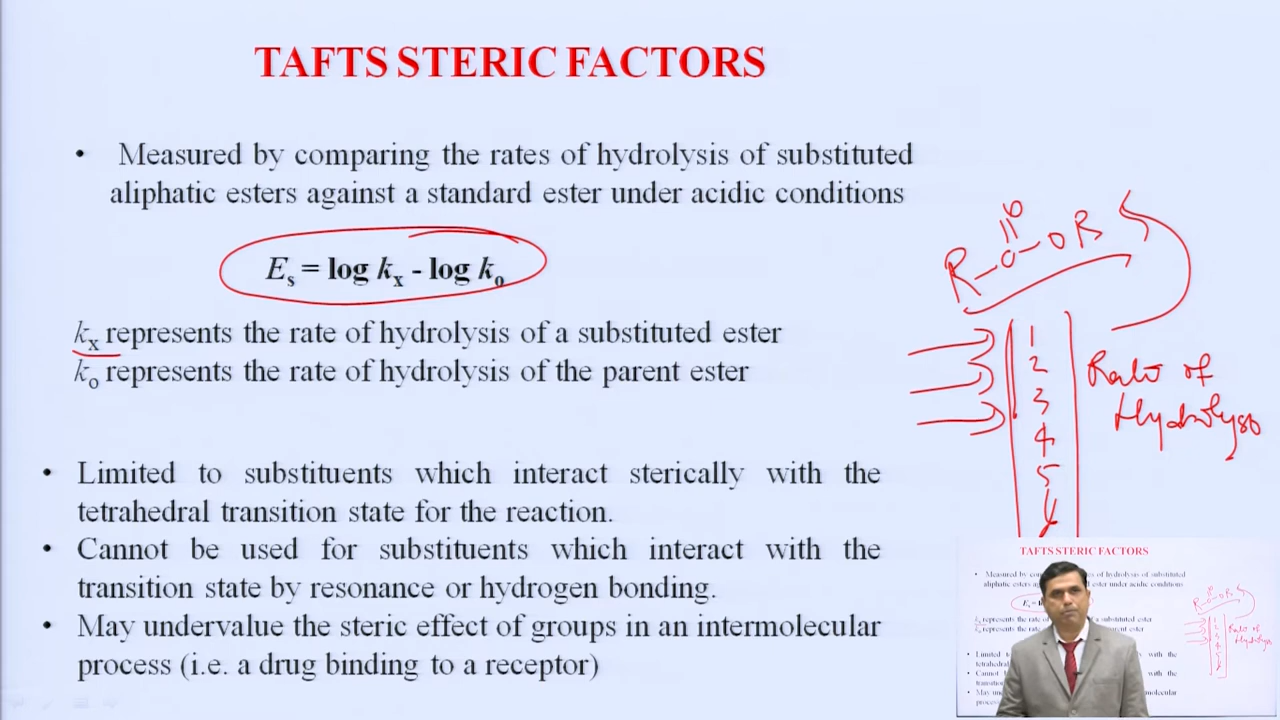 TAFTS STERIC FACTORS
• Measured by comparing the rates of hydrolysis of substituted
aliphatic esters against a standard ester under acidic conditions
Es = log kx - log ko
kx represents the rate of hydrolysis of a substituted ester
ko represents the rate of hydrolysis of the parent ester
• Limited to substituents which interact sterically with the
tetrahedral transition state for the reaction.
• Cannot be used for substituents which interact with the
transition state by resonance or hydrogen bonding.
• May undervalue the steric effect of groups in an intermolecular
process (i.e. a drug binding to a receptor)
1
2
3
4
5
Rate of
TAFTS STERIC FACTORS